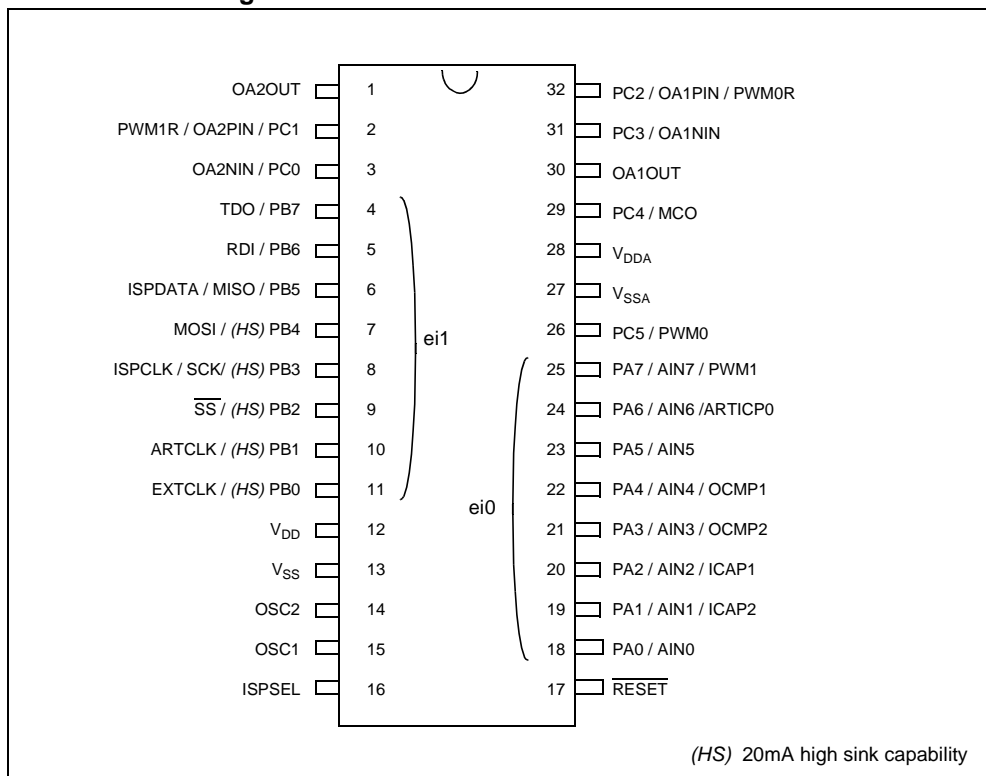 OA2OUT 1
PWM1R / OA2PIN / PC1 2
OA2NIN / PC0 3
TDO / PB7 4
RDI / PB6 5
ISPDATA / MISO / PB5 6
MOSI / (HS) PB4 7
ISPCLK / SCK/ (HS) PB3 8
SS / (HS) PB2 9
ARTCLK / (HS) PB1 10
EXTCLK / (HS) PB0 11
VDD 12
VSS 13
OSC2 14
OSC1 15
ISPSEL 16
ei1
ei0
32 PC2 / OA1PIN / PWM0R
31 PC3 / OA1NIN
30 OA1OUT
29 PC4 / MCO
28 VDDA
27 VSSA
26 PC5 / PWM0
25 PA7 / AIN7 / PWM1
24 PA6 / AIN6 /ARTICP0
23 PA5 / AIN5
22 PA4 / AIN4 / OCMP1
21 PA3 / AIN3 / OCMP2
20 PA2 / AIN2 / ICAP1
19 PA1 / AIN1 / ICAP2
18 PA0 / AIN0
17 RESET
(HS) 20mA high sink capability